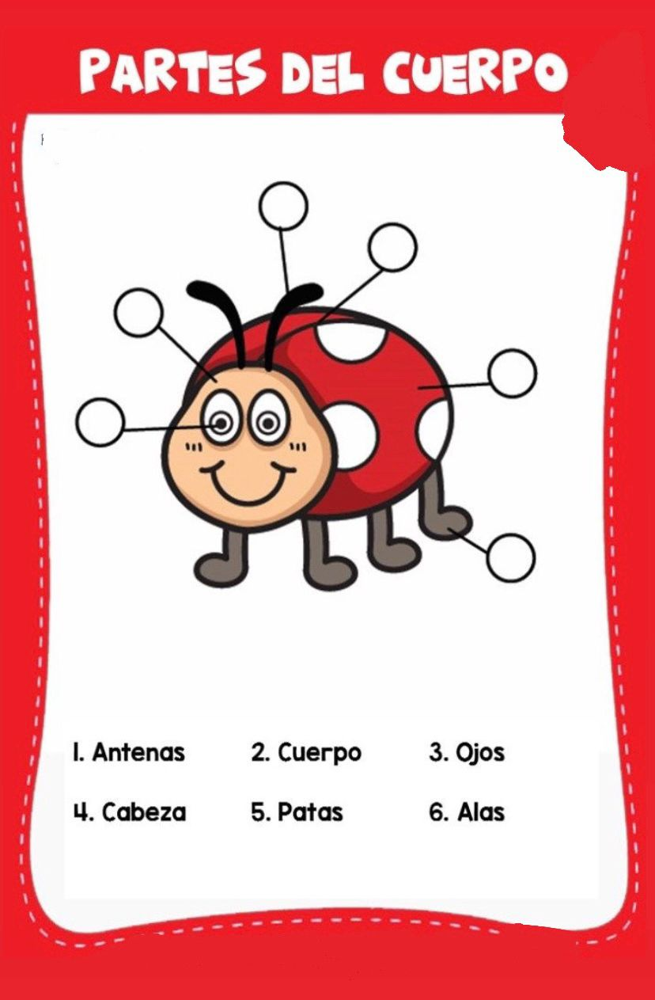 PARTES DEL CUERPO
1. Antenas 2. Cuerpo 3. Ojos
4. Cabeza 5. Patas 6. Alas